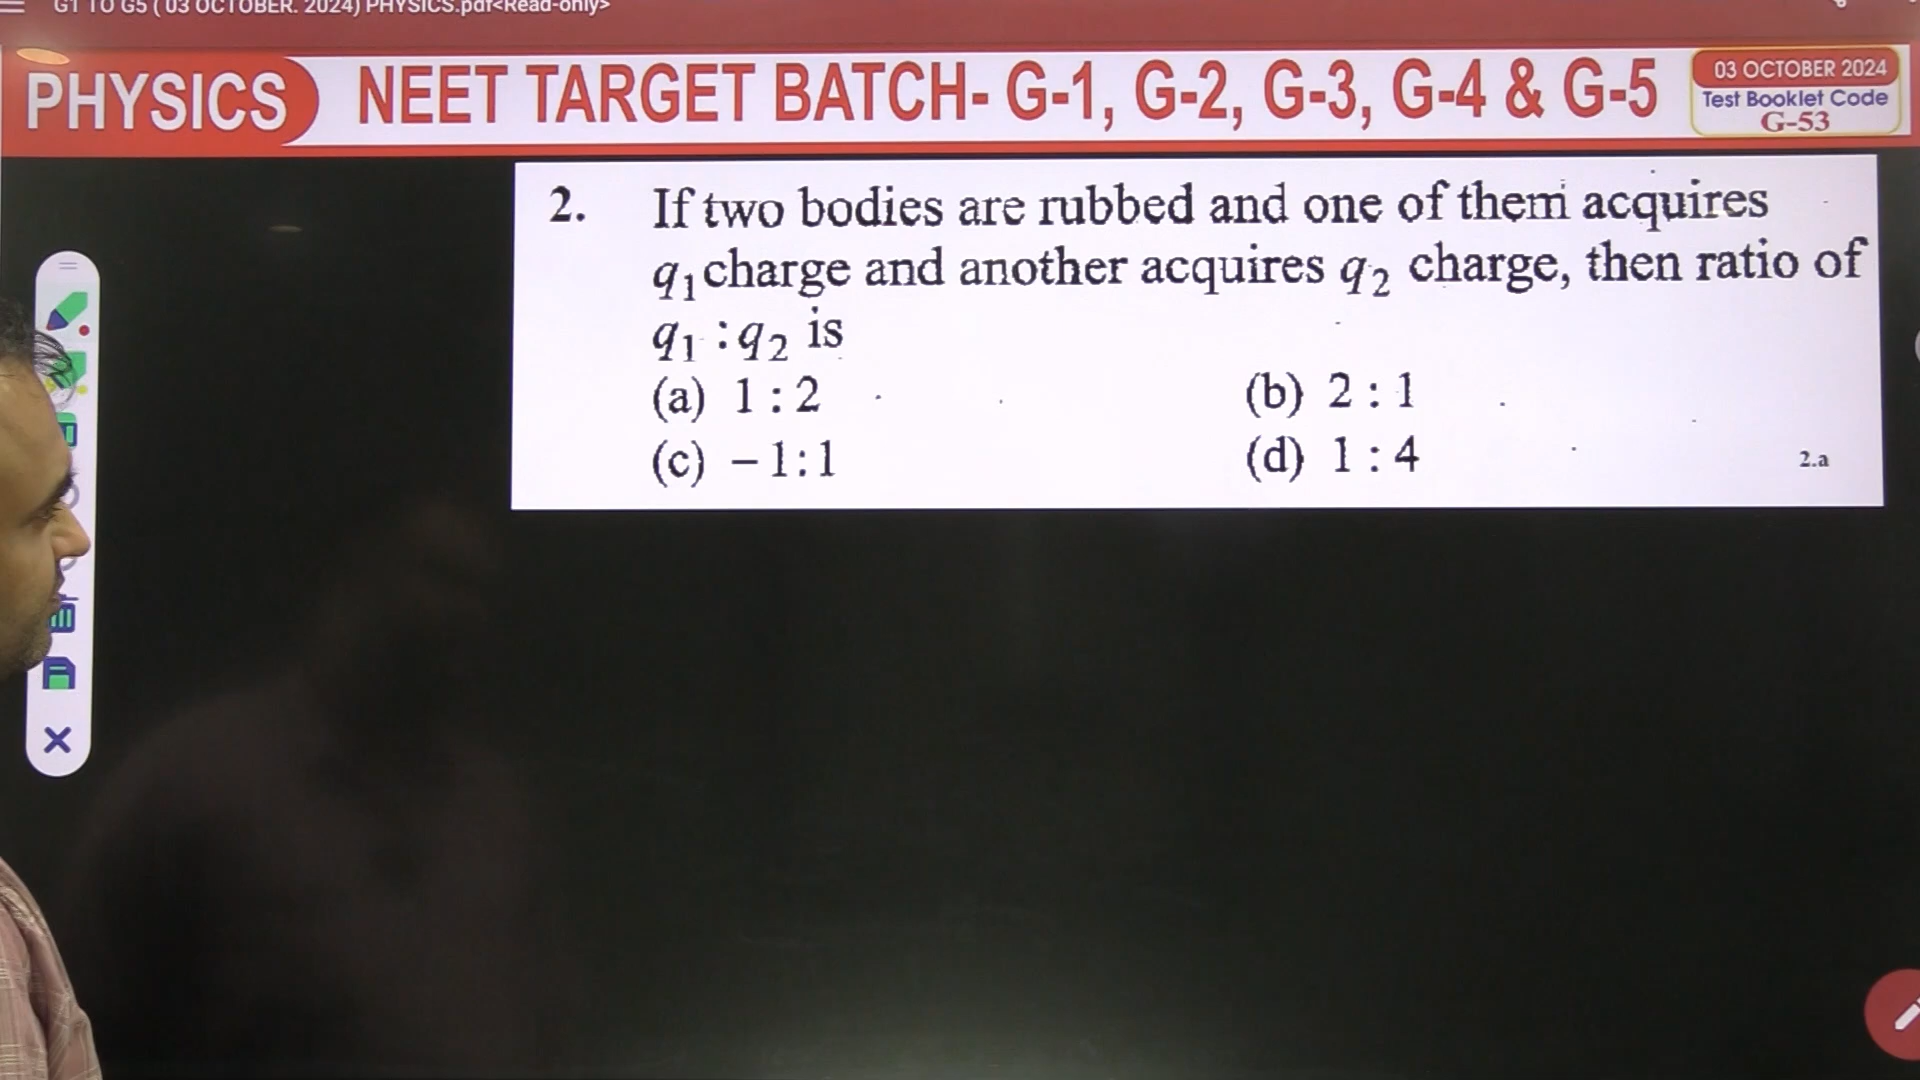 G1 TO G5 ( 03 OCTOBER. 2024) PHYSICS.pdf<Read-only>
PHYSICS
NEET TARGET BATCH- G-1, G-2, G-3, G-4 & G-5
03 OCTOBER 2024
Test Booklet Code
G-53
2. If two bodies are rubbed and one of them acquires
q₁ charge and another acquires q₂ charge, then ratio of
q₁ : q₂ is
(a) 1 : 2 (b) 2 : 1
(c) – 1 : 1 (d) 1 : 4
2.a